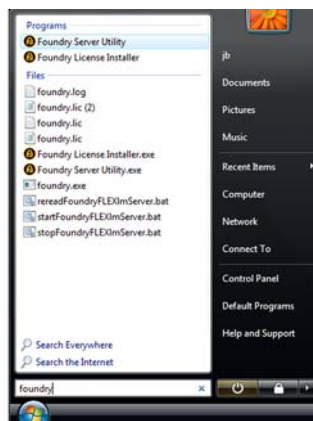 Programs
Foundry Server Utility
Foundry License Installer
Files
foundry.log
foundry.lic (2)
foundry.lic
foundry.lic
Foundry License Installer.exe
Foundry Server Utility.exe
foundry.exe
rereadFoundryFLEXlmServer.bat
startFoundryFLEXlmServer.bat
stopFoundryFLEXlmServer.bat
Search Everywhere
Search the Internet
foundry
jb
Documents
Pictures
Music
Recent Items
Computer
Network
Connect To
Control Panel
Default Programs
Help and Support